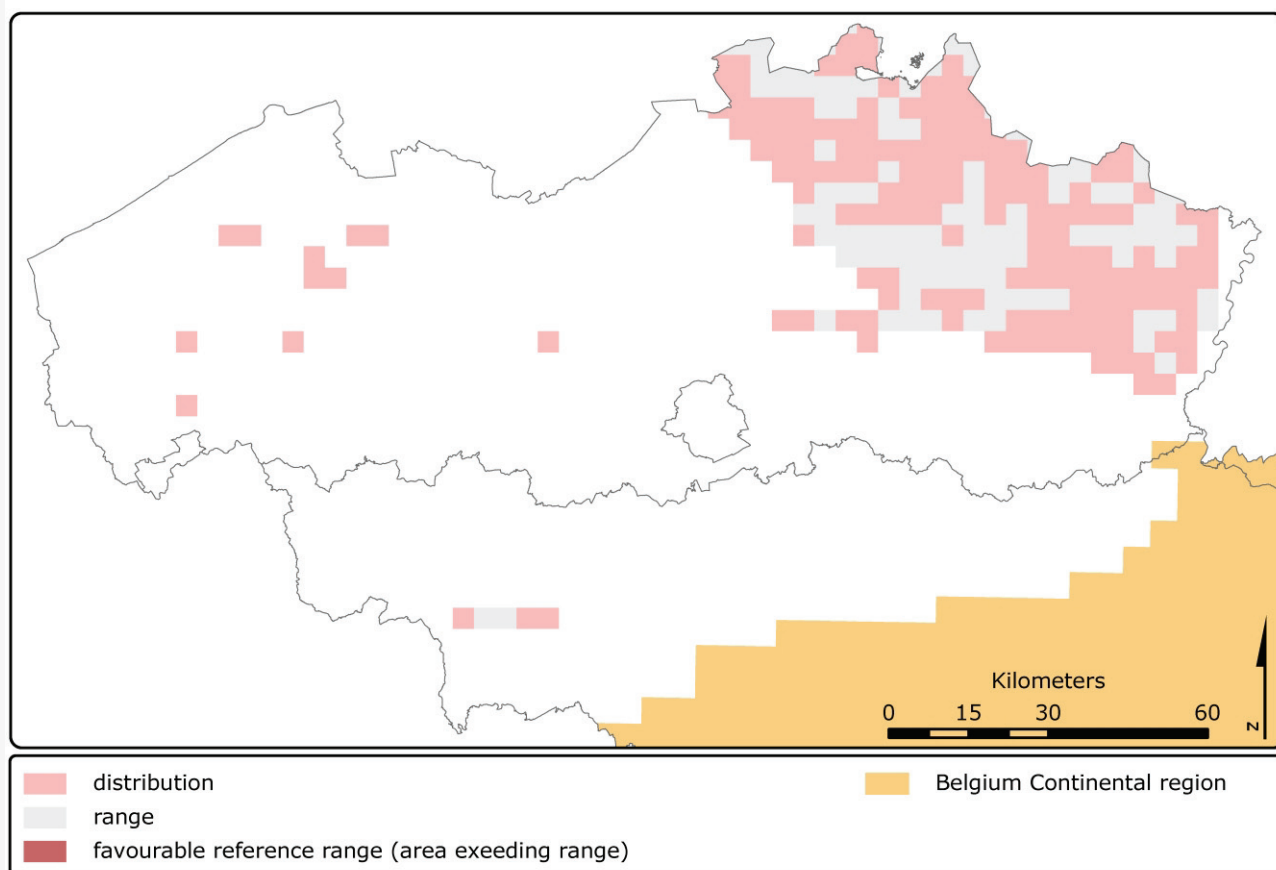 Kilometers
0 15 30 60
N
distribution
Belgium Continental region
range
favourable reference range (area exeeding range)